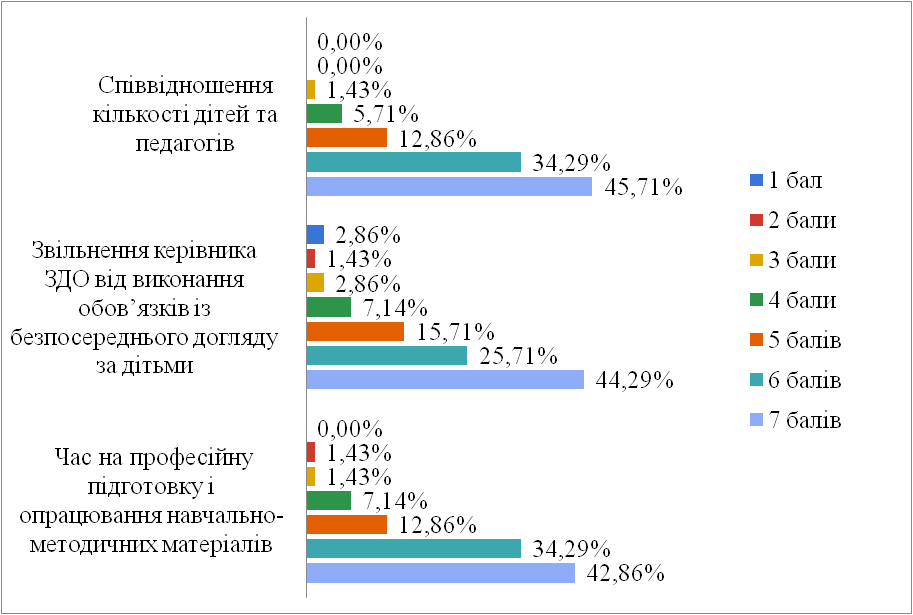 Співвідношення
кількості дітей та
педагогів
0,00%
0,00%
1,43%
5,71%
12,86%
34,29%
45,71%
Звільнення керівника
ЗДО від виконання
обов’язків із
безпосереднього догляду
за дітьми
2,86%
1,43%
2,86%
7,14%
15,71%
25,71%
44,29%
Час на професійну
підготовку і
опрацювання навчально-
методичних матеріалів
0,00%
1,43%
1,43%
7,14%
12,86%
34,29%
42,86%
1 бал
2 бали
3 бали
4 бали
5 балів
6 балів
7 балів